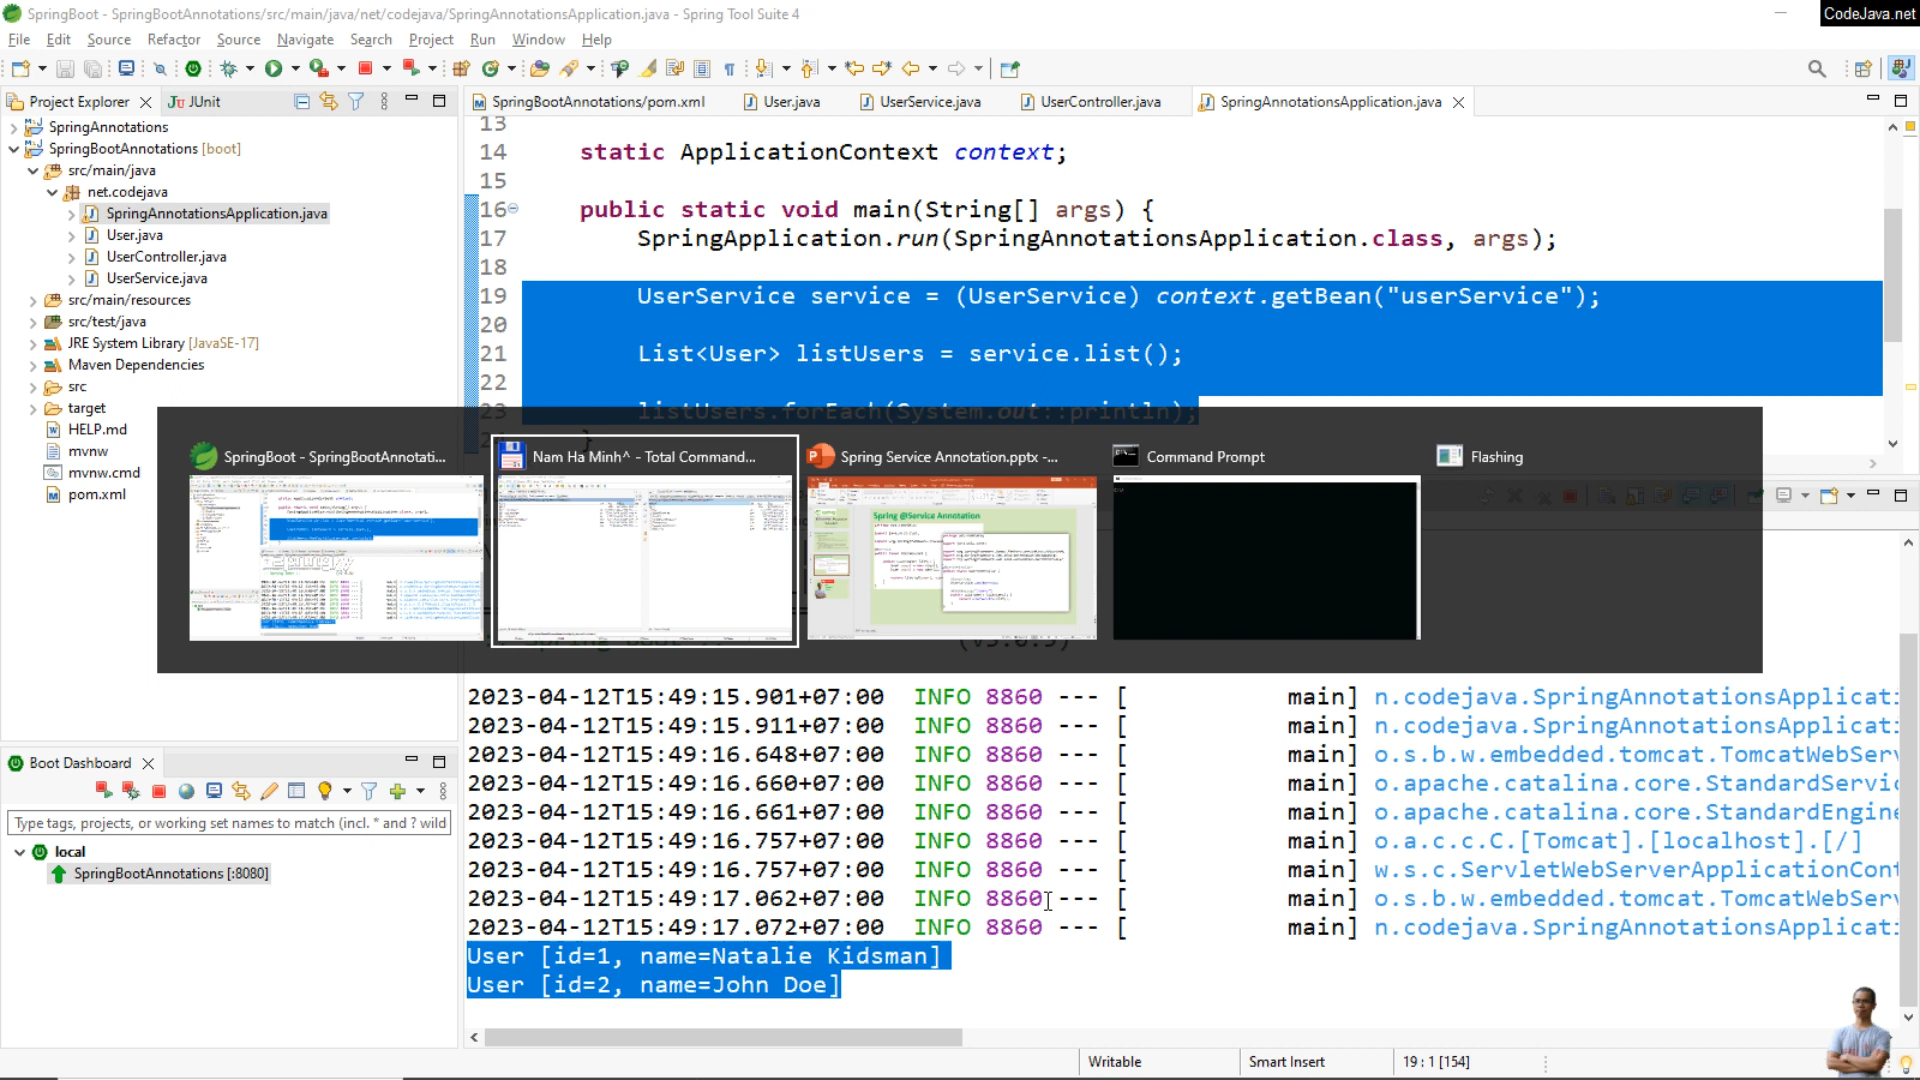 SpringBoot - SpringBootAnnotations/src/main/java/net/codejava/SpringAnnotationsApplication.java - Spring Tool Suite 4
CodeJava.net
File Edit Source Refactor Source Navigate Search Project Run Window Help
Project Explorer JUnit
SpringBootAnnotations/pom.xml User.java UserService.java UserController.java SpringAnnotationsApplication.java
SpringAnnotations
SpringBootAnnotations [boot]
src/main/java
net.codejava
SpringAnnotationsApplication.java
User.java
UserController.java
UserService.java
src/main/resources
src/test/java
JRE System Library [JavaSE-17]
Maven Dependencies
src
target
HELP.md
mvnw
mvnw.cmd
pom.xml
13
14 static ApplicationContext context;
15
16 public static void main(String[] args) {
17 SpringApplication.run(SpringAnnotationsApplication.class, args);
18
19 UserService service = (UserService) context.getBean("userService");
20
21 List<User> listUsers = service.list();
22
23 listUsers.forEach(System.out::println);
}
SpringBoot - SpringBootAnnotati...
Nam Ha Minh^ - Total Command...
Spring Service Annotation.pptx -...
Command Prompt
Flashing
Spring @Service Annotation
2023-04-12T15:49:15.901+07:00 INFO 8860 --- [ main] n.codejava.SpringAnnotationsApplicati
2023-04-12T15:49:15.911+07:00 INFO 8860 --- [ main] n.codejava.SpringAnnotationsApplicati
2023-04-12T15:49:16.648+07:00 INFO 8860 --- [ main] o.s.b.w.embedded.tomcat.TomcatWebServ
2023-04-12T15:49:16.660+07:00 INFO 8860 --- [ main] o.apache.catalina.core.StandardServic
2023-04-12T15:49:16.661+07:00 INFO 8860 --- [ main] o.apache.catalina.core.StandardEngine
2023-04-12T15:49:16.757+07:00 INFO 8860 --- [ main] o.a.c.c.C.[Tomcat].[localhost].[/]
2023-04-12T15:49:16.757+07:00 INFO 8860 --- [ main] w.s.c.ServletWebServerApplicationCont
2023-04-12T15:49:17.062+07:00 INFO 8860 --- [ main] o.s.b.w.embedded.tomcat.TomcatWebServ
2023-04-12T15:49:17.072+07:00 INFO 8860 --- [ main] n.codejava.SpringAnnotationsApplicati
User [id=1, name=Natalie Kidsman]
User [id=2, name=John Doe]
Boot Dashboard
Type tags, projects, or working set names to match (incl. * and ? wild
local
SpringBootAnnotations [:8080]
Writable Smart Insert 19 : 1 [154]